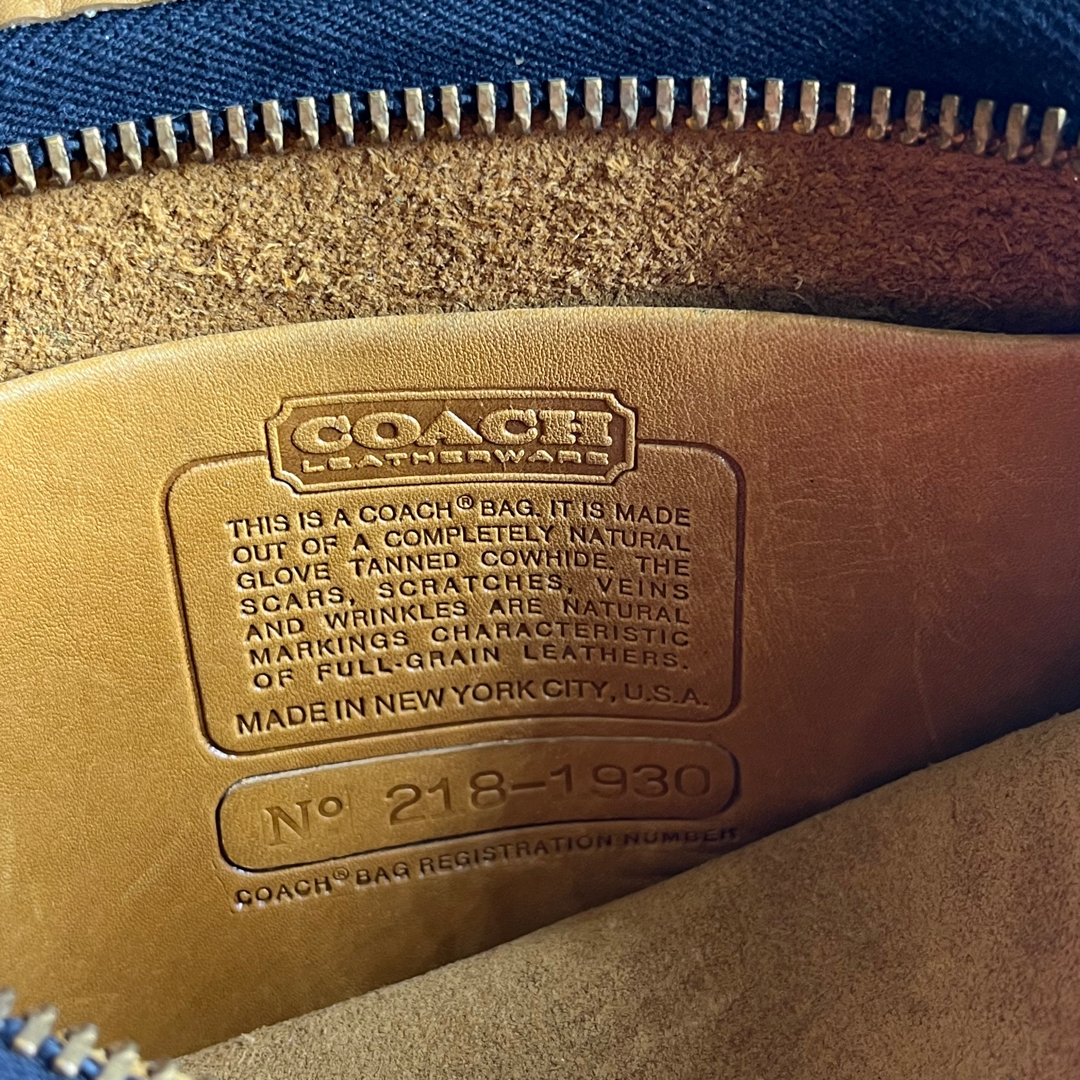 COACH
LEATHERWARE
THIS IS A COACH® BAG. IT IS MADE
OUT OF A COMPLETELY NATURAL
GLOVE TANNED COWHIDE. THE
SCARS, SCRATCHES, VEINS
AND WRINKLES ARE NATURAL
MARKINGS CHARACTERISTIC
OF FULL-GRAIN LEATHERS.
MADE IN NEW YORK CITY, U.S.A.
Nº 218-1930
COACH® BAG REGISTRATION NUMBER